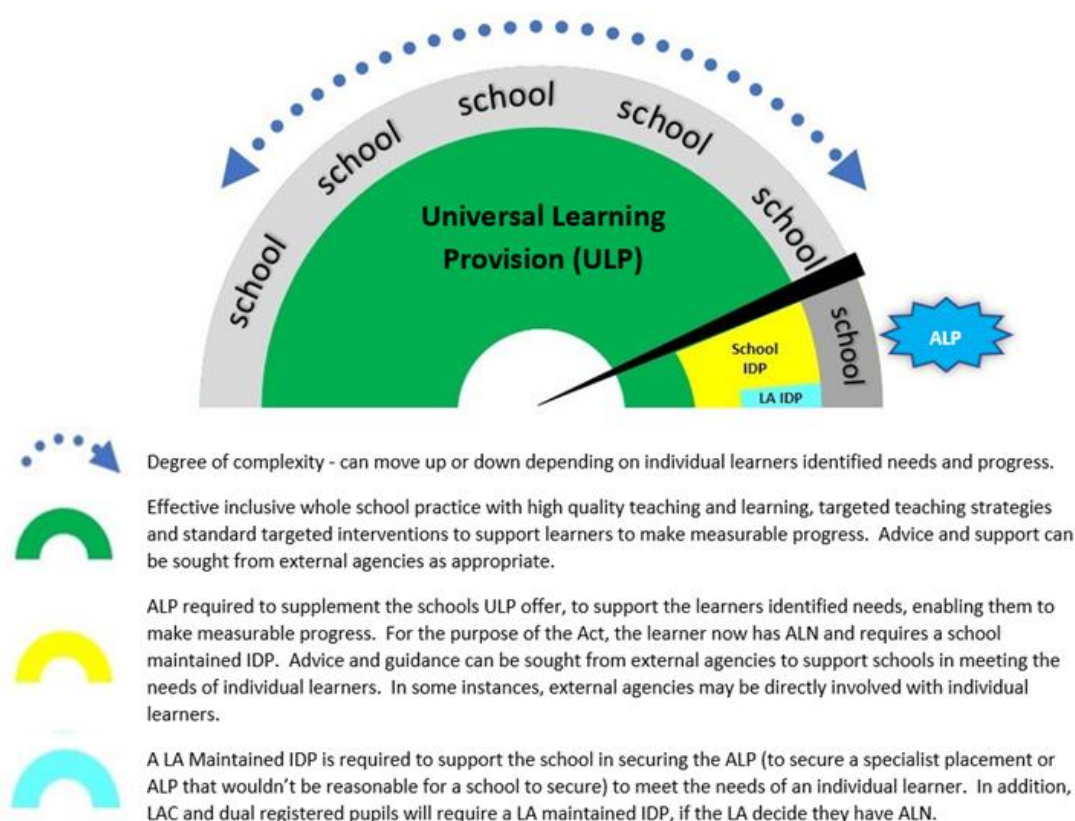 school
school
school
school
school
school
Universal Learning
Provision (ULP)
School
IDP
LA IDP
ALP
Degree of complexity - can move up or down depending on individual learners identified needs and progress.
Effective inclusive whole school practice with high quality teaching and learning, targeted teaching strategies
and standard targeted interventions to support learners to make measurable progress.  Advice and support can
be sought from external agencies as appropriate.
ALP required to supplement the schools ULP offer, to support the learners identified needs, enabling them to
make measurable progress.  For the purpose of the Act, the learner now has ALN and requires a school
maintained IDP.  Advice and guidance can be sought from external agencies to support schools in meeting the
needs of individual learners.  In some instances, external agencies may be directly involved with individual
learners.
A LA Maintained IDP is required to support the school in securing the ALP (to secure a specialist placement or
ALP that wouldn't be reasonable for a school to secure) to meet the needs of an individual learner.  In addition,
LAC and dual registered pupils will require a LA maintained IDP, if the LA decide they have ALN.